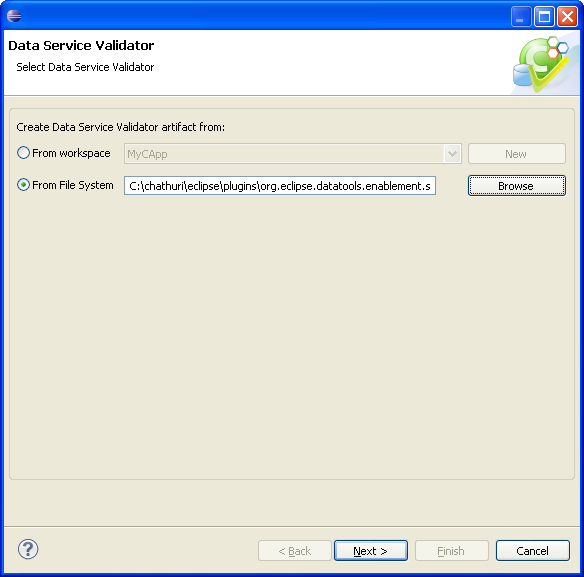 Data Service Validator
Select Data Service Validator
Create Data Service Validator artifact from:
From workspace MyCApp New
From File System C:\chathuri\eclipse\plugins\org.eclipse.datatools.enablement.s Browse
? < Back Next > Finish Cancel